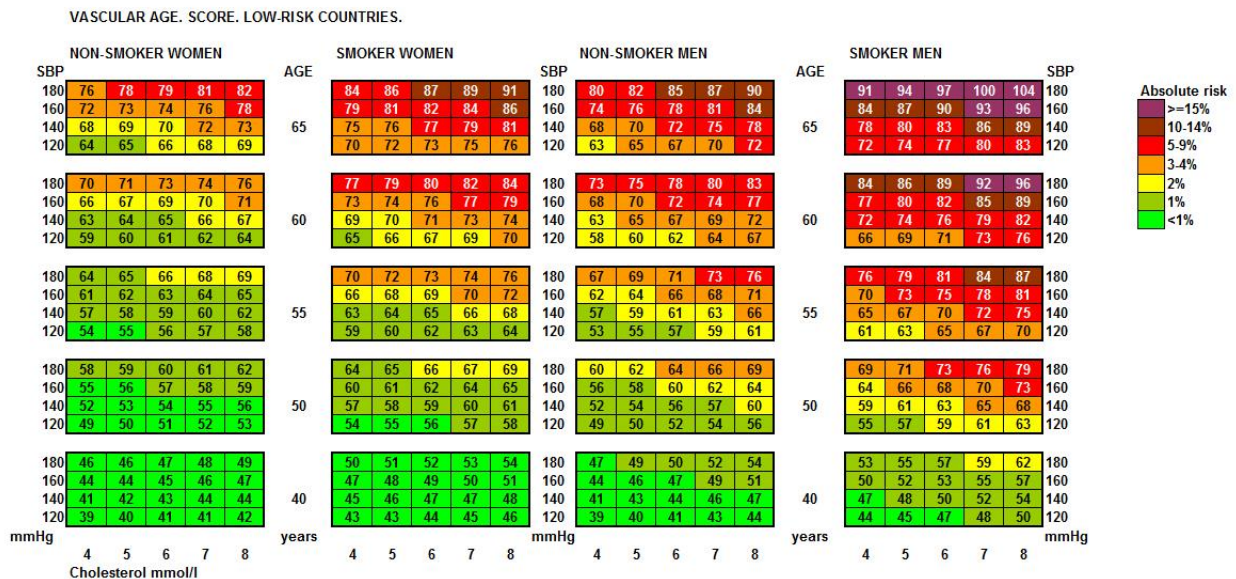 VASCULAR AGE. SCORE. LOW-RISK COUNTRIES.
NON-SMOKER WOMEN SMOKER WOMEN NON-SMOKER MEN SMOKER MEN
SBP AGE SBP AGE SBP Absolute risk
180 76 78 79 81 82 84 86 87 89 91 180 80 82 85 87 90 91 94 97 100 104 180 >=15%
160 72 73 74 76 78 65 79 81 82 84 86 160 74 76 78 81 84 65 84 87 90 93 96 160 10-14%
140 68 69 70 72 73 75 76 77 79 81 140 68 70 72 75 78 78 80 83 86 89 140 5-9%
120 64 65 66 68 69 70 72 73 75 76 120 63 65 67 70 72 72 74 77 80 83 120 3-4%
2%
1%
<1%
180 70 71 73 74 76 77 79 80 82 84 180 73 75 78 80 83 84 86 89 92 96 180
160 66 67 69 70 71 60 73 74 76 77 79 160 68 70 72 74 77 60 77 80 82 85 89 160
140 63 64 65 66 67 69 70 71 73 74 140 63 65 67 69 72 72 74 76 79 82 140
120 59 60 61 62 64 65 66 67 69 70 120 58 60 62 64 67 66 69 71 73 76 120
180 64 65 66 68 69 70 72 73 74 76 180 67 69 71 73 76 76 79 81 84 87 180
160 61 62 63 64 65 55 66 68 69 70 72 160 62 64 66 68 71 55 70 73 75 78 81 160
140 57 58 59 60 62 63 64 65 66 68 140 57 59 61 63 66 65 67 70 72 75 140
120 54 55 56 57 58 59 60 62 63 64 120 53 55 57 59 61 61 63 65 67 70 120
180 58 59 60 61 62 64 65 66 67 69 180 60 62 64 66 69 69 71 73 76 79 180
160 55 56 57 58 59 50 60 61 62 64 65 160 56 58 60 62 64 50 64 66 68 70 73 160
140 52 53 54 55 56 57 58 59 60 61 140 52 54 56 57 60 59 61 63 65 68 140
120 49 50 51 52 53 54 55 56 57 58 120 49 50 52 54 56 55 57 59 61 63 120
180 46 46 47 48 49 50 51 52 53 54 180 47 49 50 52 54 53 55 57 59 62 180
160 44 44 45 46 47 40 47 48 49 50 51 160 44 46 47 49 51 40 50 52 53 55 57 160
140 41 42 43 44 44 45 46 47 47 48 140 41 43 44 46 47 47 48 50 52 54 140
120 39 40 41 41 42 43 43 44 45 46 120 39 40 41 43 44 44 45 47 48 50 120
mmHg years mmHg years mmHg
4 5 6 7 8 4 5 6 7 8 4 5 6 7 8 4 5 6 7 8
Cholesterol mmol/l